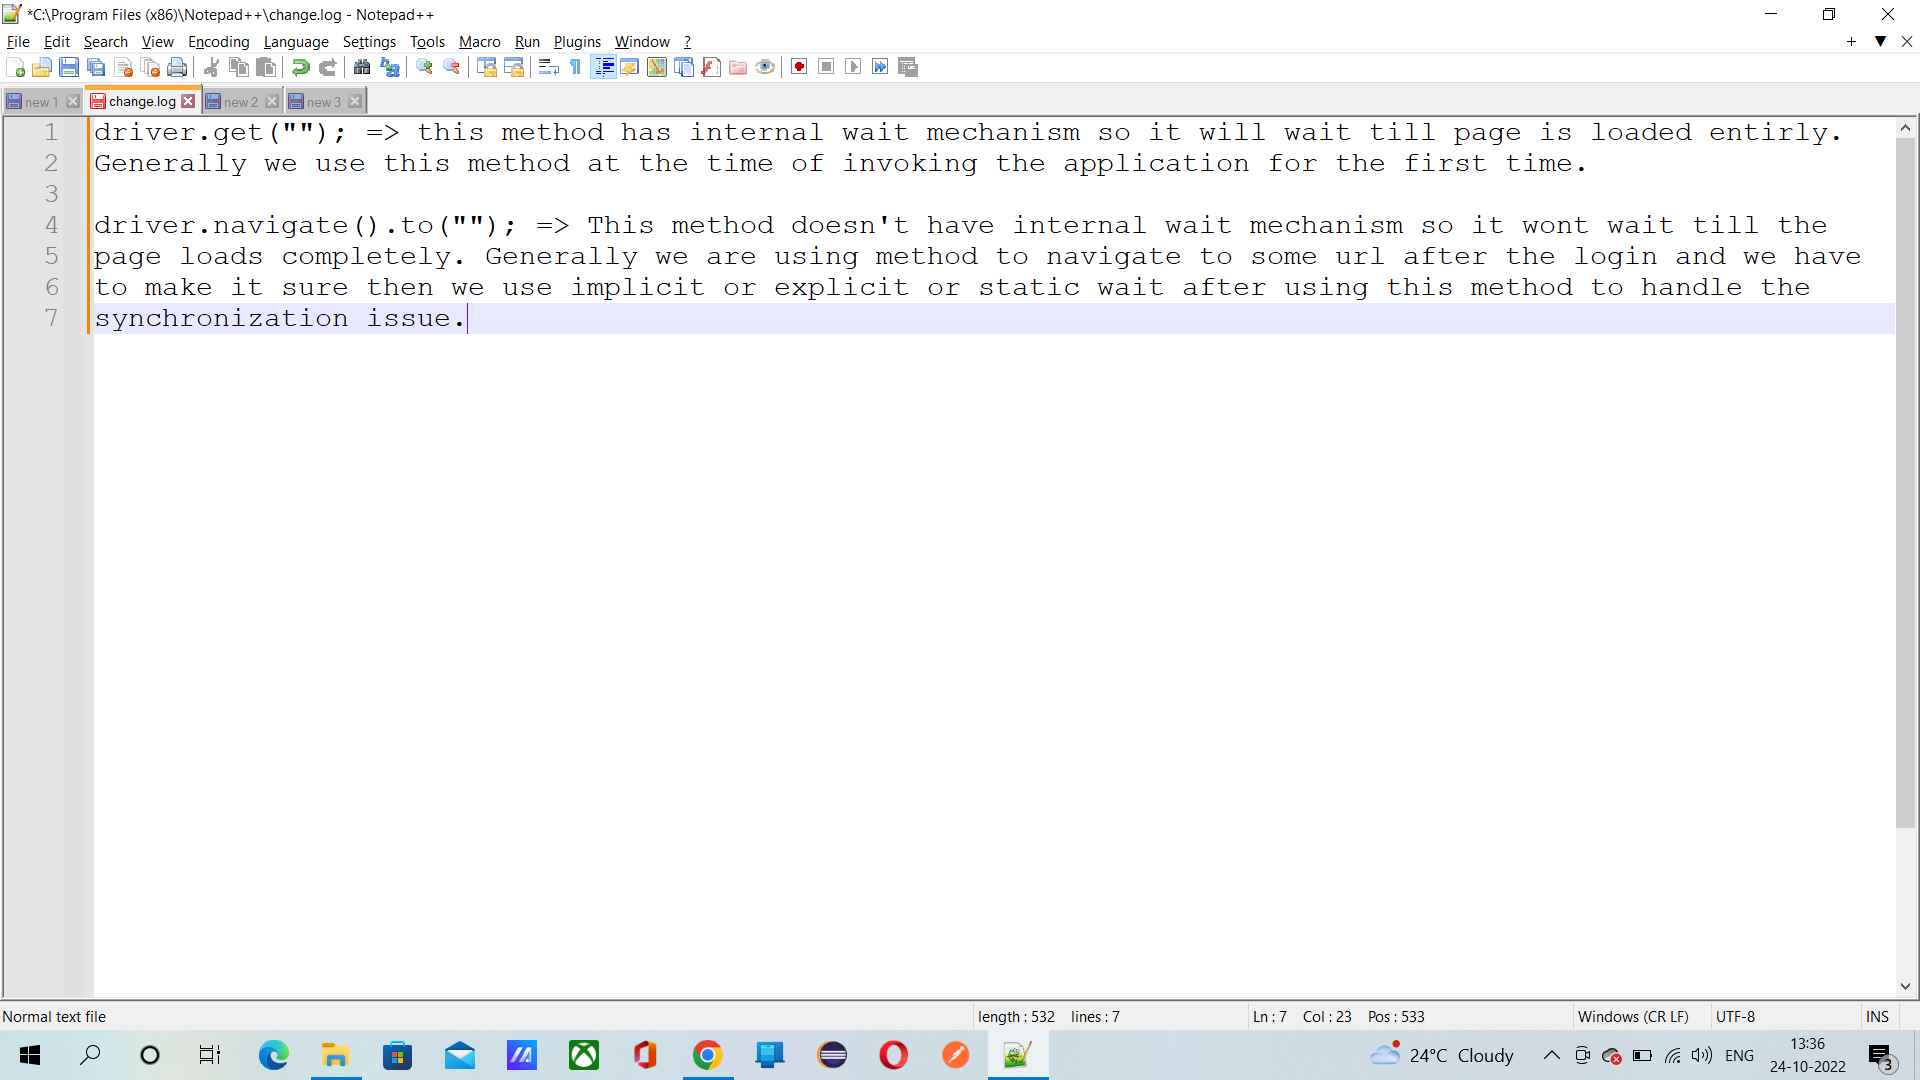 *C:\Program Files (x86)\Notepad++\change.log - Notepad++
File Edit Search View Encoding Language Settings Tools Macro Run Plugins Window ?
new 1 change.log new 2 new 3
1 driver.get(""); => this method has internal wait mechanism so it will wait till page is loaded entirly.
2 Generally we use this method at the time of invoking the application for the first time.
3
4 driver.navigate().to(""); => This method doesn't have internal wait mechanism so it wont wait till the
5 page loads completely. Generally we are using method to navigate to some url after the login and we have
6 to make it sure then we use implicit or explicit or static wait after using this method to handle the
7 synchronization issue.
Normal text file length : 532 lines : 7 Ln : 7 Col : 23 Pos : 533 Windows (CR LF) UTF-8 INS
24°C Cloudy ENG 13:36
24-10-2022 3